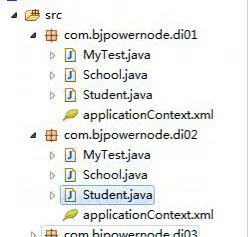 src
com.bjpowernode.di01
MyTest.java
School.java
Student.java
applicationContext.xml
com.bjpowernode.di02
MyTest.java
School.java
Student.java
applicationContext.xml
com.bjpowernode.di03